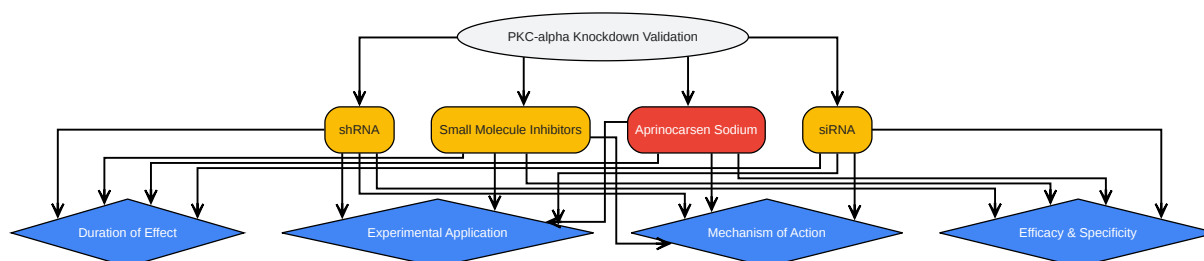 PKC-alpha Knockdown Validation
shRNA
Small Molecule Inhibitors
Aprinocarsen Sodium
siRNA
Duration of Effect
Experimental Application
Mechanism of Action
Efficacy & Specificity